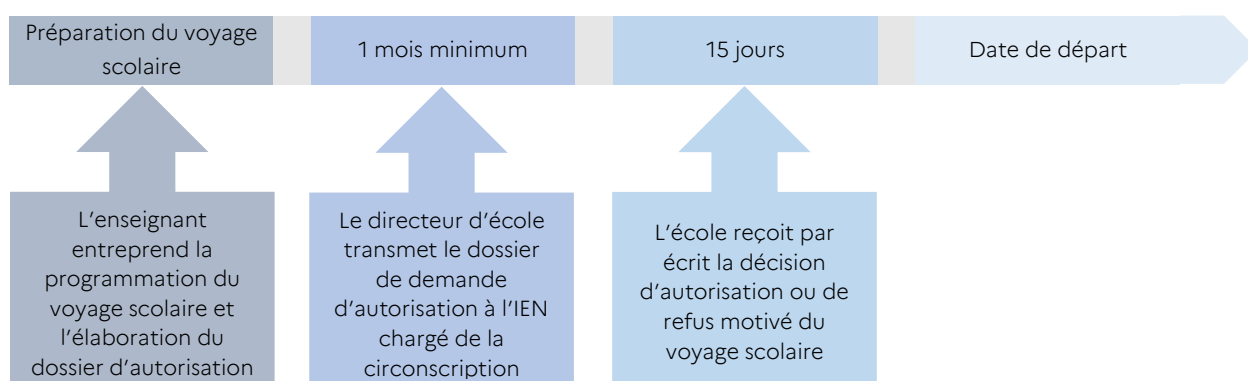 Préparation du voyage
scolaire
1 mois minimum
15 jours
Date de départ
L'enseignant
entreprend la
programmation du
voyage scolaire et
l'élaboration du
dossier d'autorisation
Le directeur d'école
transmet le dossier
de demande
d'autorisation à l'IEN
chargé de la
circonscription
L'école reçoit par
écrit la décision
d'autorisation ou de
refus motivé du
voyage scolaire